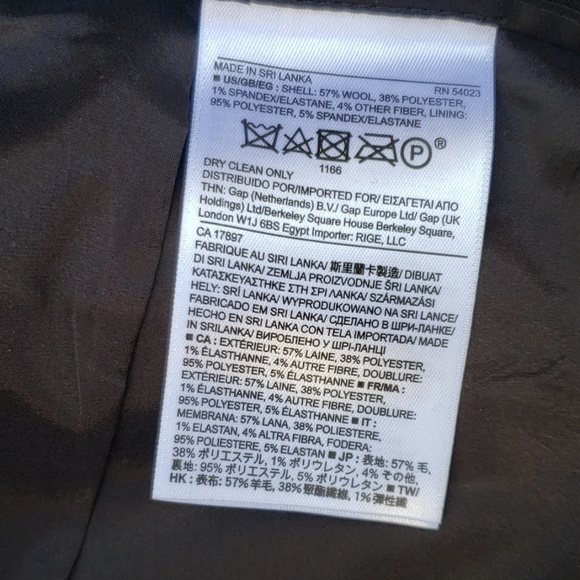 MADE IN SRI LANKA RN 54023
■ US/GB/EG : SHELL: 57% WOOL, 38% POLYESTER,
1% SPANDEX/ELASTANE, 4% OTHER FIBER, LINING:
95% POLYESTER, 5% SPANDEX/ELASTANE
P®
1166
DRY CLEAN ONLY
DISTRIBUIDO POR/IMPORTED FOR/ ΕΙΣΑΓΕΤΑΙ ΑΠΟ
THN: Gap (Netherlands) B.V./ Gap Europe Ltd/ Gap (UK
Holdings) Ltd/Berkeley Square House Berkeley Square,
London W1J 6BS Egypt Importer: RIGE, LLC
CA 17897
FABRIQUE AU SIRI LANKA/ 斯里蘭卡製造/ DIBUAT
DI SRI LANKA/ ZEMLJA PROIZVODNJE ŠRI LANKA/
ΚΑΤΑΣΚΕΥΑΣΤΗΚΕ ΣΤΗ ΣΡΙ ΛΑΝΚΑ/ SZÁRMAZÁSI
HELY: SRÍ LANKA/ WYPRODUKOWANO NA SRI LANCE/
FABRICADO EM SRI LANKA/ СДЕЛАНО В ШРИ-ЛАНКЕ/
HECHO EN SRI LANKA CON TELA IMPORTADA/ MADE
IN SRILANKA/ ВИРОБЛЕНО У ШРІ-ЛАНЦІ
■ CA : EXTÉRIEUR: 57% LAINE, 38% POLYESTER,
1% ÉLASTHANNE, 4% AUTRE FIBRE, DOUBLURE:
95% POLYESTER, 5% ÉLASTHANNE ■ FR/MA :
EXTÉRIEUR: 57% LAINE, 38% POLYESTER,
1% ÉLASTHANNE, 4% AUTRE FIBRE, DOUBLURE:
95% POLYESTER, 5% ÉLASTHANNE ■ IT :
MEMBRANA: 57% LANA, 38% POLIESTERE,
1% ELASTAN, 4% ALTRA FIBRA, FODERA:
95% POLIESTERE, 5% ELASTAN ■ JP : 表地: 57% 毛,
38% ポリエステル, 1% ポリウレタン, 4% その他,
裏地: 95% ポリエステル, 5% ポリウレタン ■ TW/
HK : 表布: 57% 羊毛, 38% 聚酯纖維, 1% 彈性纖